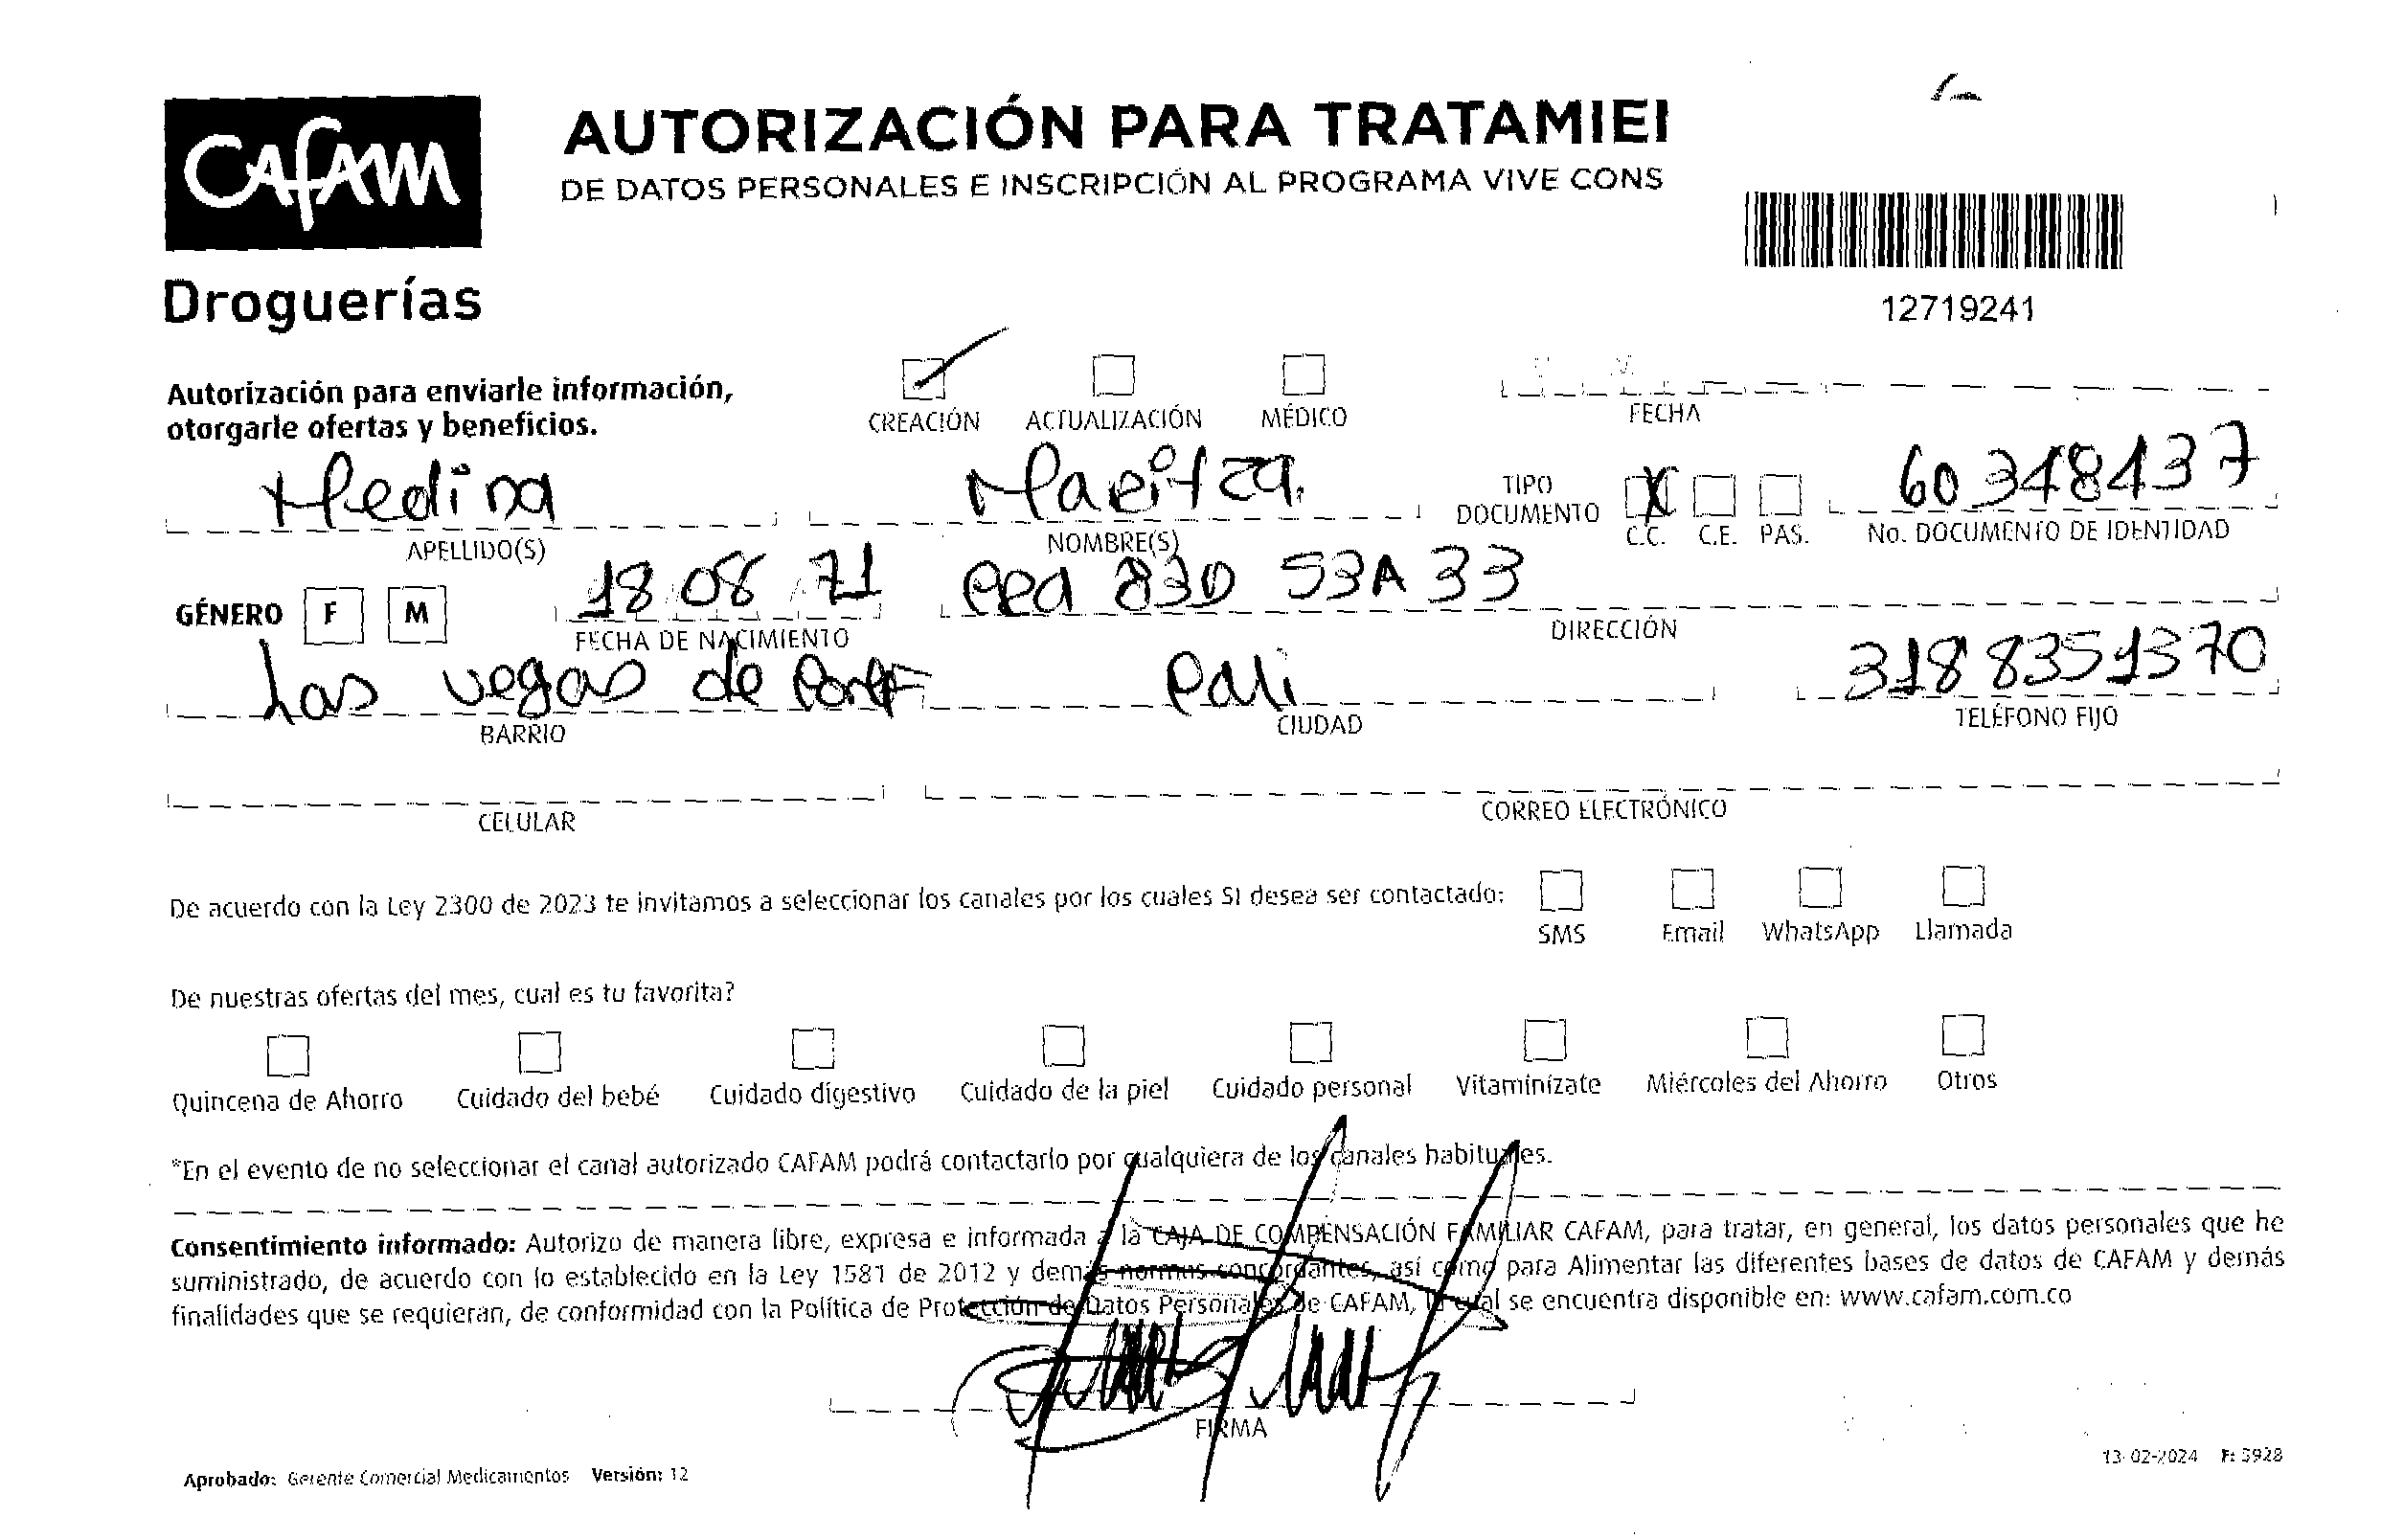 CAFAM
AUTORIZACIÓN PARA TRATAMIEI
DE DATOS PERSONALES E INSCRIPCIÓN AL PROGRAMA VIVE CONS
Droguerías
12719241
Autorización para enviarle información,
otorgarle ofertas y beneficios.
CREACIÓN ACTUALIZACIÓN MÉDICO
FECHA
Medina Maritza.
TIPO DOCUMENTO X 60348437
APELLIDO(S) NOMBRE(S) C.C. C.E. PAS. No. DOCUMENTO DE IDENTIDAD
GÉNERO F M 18 08 71 cra 83D 53A 33
FECHA DE NACIMIENTO DIRECCIÓN
Las vegas de Cali 3188351370
BARRIO CIUDAD TELÉFONO FIJO
CELULAR CORREO ELECTRÓNICO
De acuerdo con la Ley 2300 de 2023 te invitamos a seleccionar los canales por los cuales SI desea ser contactado:
SMS Email WhatsApp Llamada
De nuestras ofertas del mes, cual es tu favorita?
Quincena de Ahorro Cuidado del bebé Cuidado digestivo Cuidado de la piel Cuidado personal Vitaminízate Miércoles del Ahorro Otros
*En el evento de no seleccionar el canal autorizado CAFAM podrá contactarlo por cualquiera de los canales habituales.
Consentimiento informado: Autorizo de manera libre, expresa e informada a la CAJA DE COMPENSACIÓN FAMILIAR CAFAM, para tratar, en general, los datos personales que he
suministrado, de acuerdo con lo establecido en la Ley 1581 de 2012 y demás normas concordantes, así como para Alimentar las diferentes bases de datos de CAFAM y demás
finalidades que se requieran, de conformidad con la Política de Protección de Datos Personales de CAFAM, la cual se encuentra disponible en: www.cafam.com.co
FIRMA
Aprobado: Gerente Comercial Medicamentos Versión: 12
13-02-2024 F: 5928